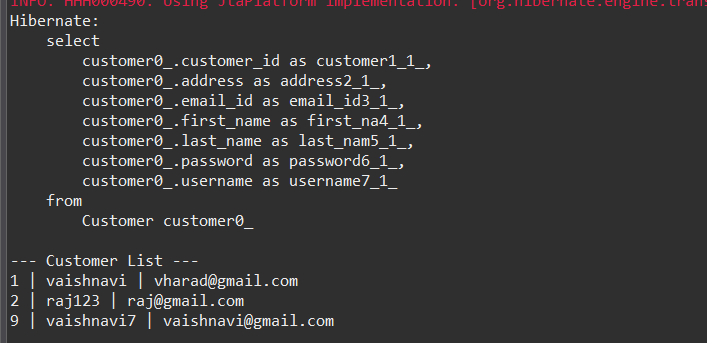 INFO: HHH000490: Using JtaPlatform implementation: [org.hibernate.engine.trans
Hibernate:
    select
        customer0_.customer_id as customer1_1_,
        customer0_.address as address2_1_,
        customer0_.email_id as email_id3_1_,
        customer0_.first_name as first_na4_1_,
        customer0_.last_name as last_nam5_1_,
        customer0_.password as password6_1_,
        customer0_.username as username7_1_
    from
        Customer customer0_
--- Customer List ---
1 | vaishnavi | vharad@gmail.com
2 | raj123 | raj@gmail.com
9 | vaishnavi7 | vaishnavi@gmail.com